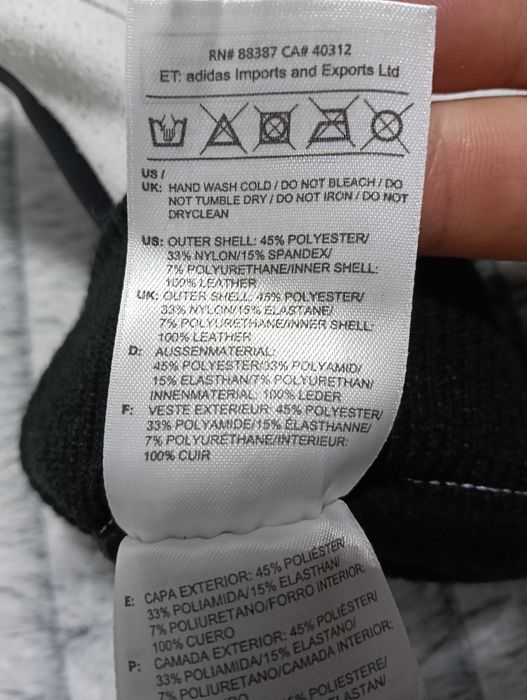 RN# 88387 CA# 40312
ET: adidas Imports and Exports Ltd
US /
UK: HAND WASH COLD / DO NOT BLEACH / DO
NOT TUMBLE DRY / DO NOT IRON / DO NOT
DRYCLEAN
US: OUTER SHELL: 45% POLYESTER/
33% NYLON/15% SPANDEX/
7% POLYURETHANE/INNER SHELL:
100% LEATHER
UK: OUTER SHELL: 45% POLYESTER/
33% NYLON/15% ELASTANE/
7% POLYURETHANE/INNER SHELL:
100% LEATHER
D: AUSSENMATERIAL:
45% POLYESTER/33% POLYAMID/
15% ELASTHAN/7% POLYURETHAN/
INNENMATERIAL: 100% LEDER
F: VESTE EXTERIEUR: 45% POLYESTER/
33% POLYAMIDE/15% ELASTHANNE/
7% POLYURÉTHANE/INTERIEUR:
100% CUIR
E: CAPA EXTERIOR: 45% POLIÉSTER/
33% POLIAMIDA/15% ELASTHAN/
7% POLIURETANO/FORRO INTERIOR:
100% CUERO
P: CAMADA EXTERIOR: 45% POLIÉSTER/
33% POLIAMIDA/15% ELASTANO/
7% POLIURETANO/CAMADA INTERIOR: